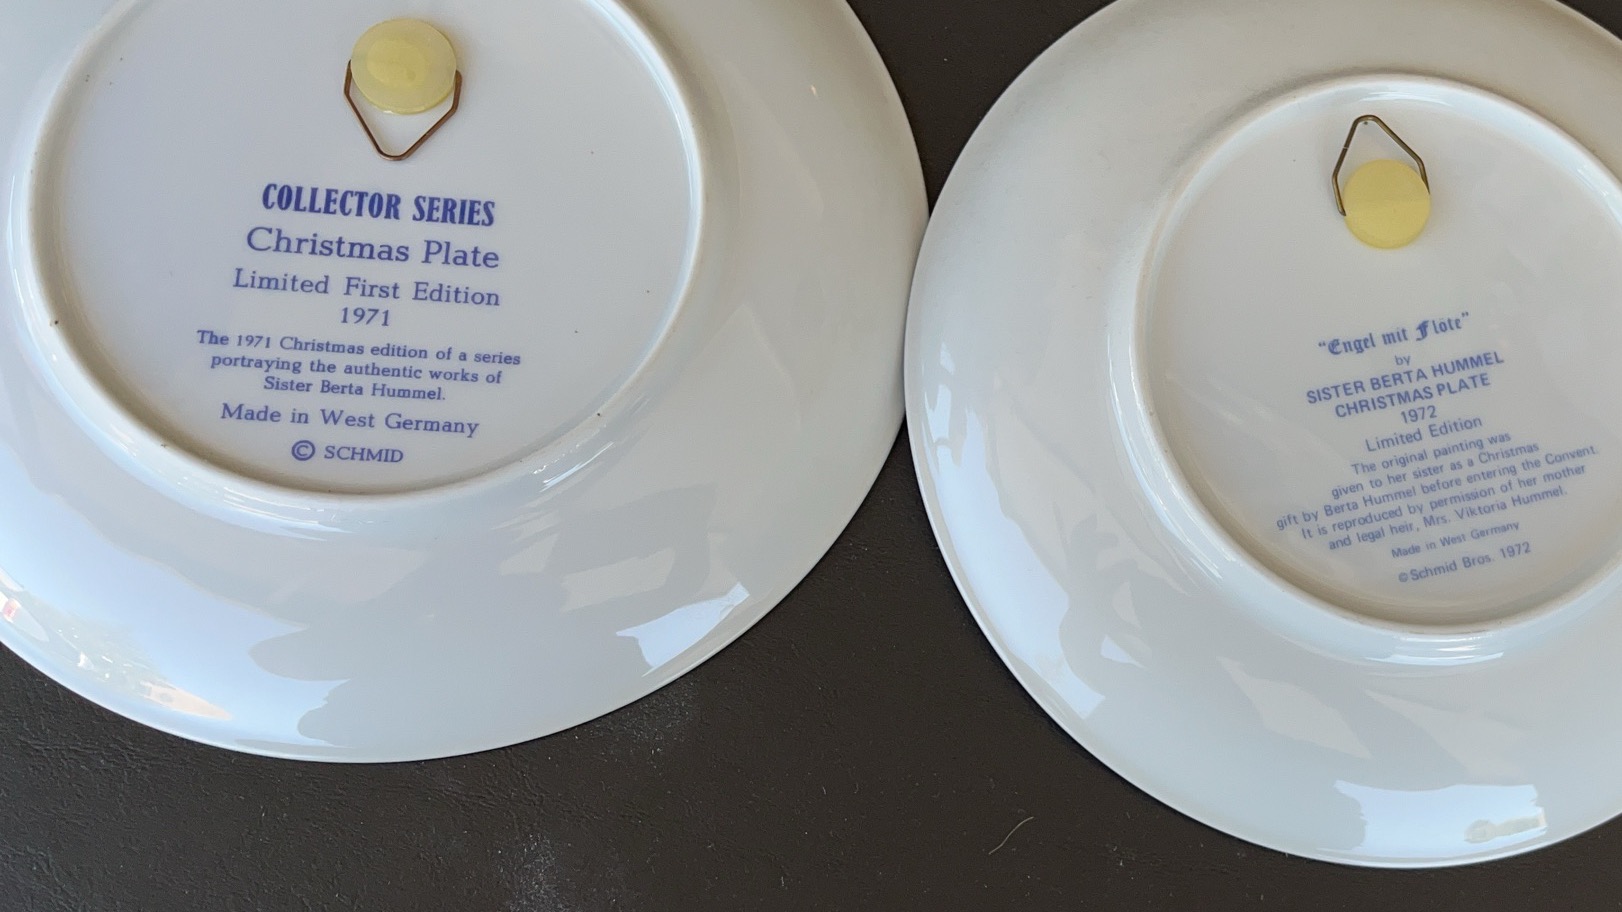 COLLECTOR SERIES
Christmas Plate
Limited First Edition
1971
The 1971 Christmas edition of a series
portraying the authentic works of
Sister Berta Hummel.
Made in West Germany
© SCHMID
"Engel mit Flöte"
by
SISTER BERTA HUMMEL
CHRISTMAS PLATE
1972
Limited Edition
The original painting was
given to her sister as a Christmas
gift by Berta Hummel before entering the Convent.
It is reproduced by permission of her mother
and legal heir, Mrs. Viktoria Hummel.
Made in West Germany
©Schmid Bros. 1972